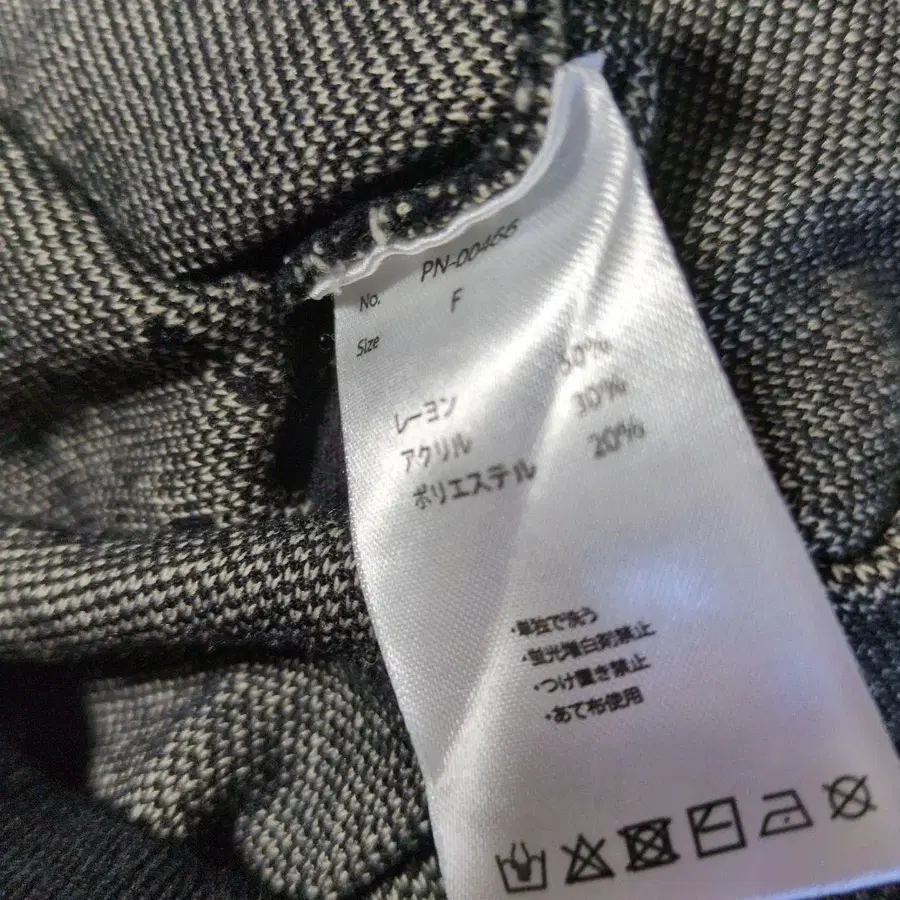 No. PN-00466
Size F
レーヨン 50%
アクリル 30%
ポリエステル 20%
・単独で洗う
・蛍光増白剤禁止
・つけ置き禁止
・あて布使用